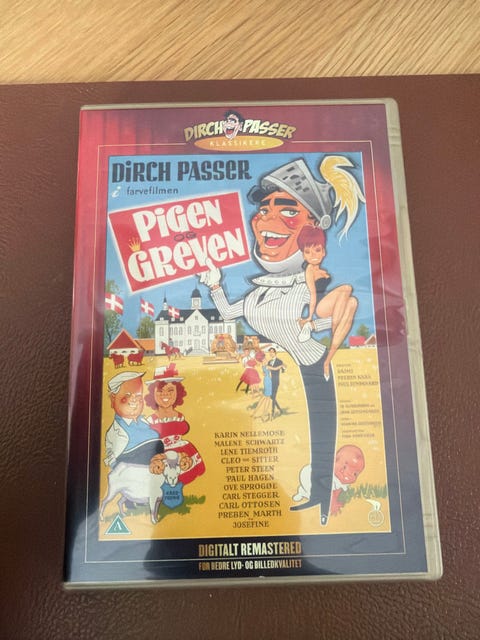 DIRCH PASSER
KLASSIKERE
DIRCH PASSER
i farvefilmen
PIGEN
OG
GREVEN
KARIN NELLEMOSE
MALENE SCHWARTZ
LENE TIEMROTH
CLEO DE SITTER
PETER STEEN
PAUL HAGEN
OVE SPROGØE
CARL STEGGER
CARL OTTOSEN
PREBEN MARTH
JOSEFINE
PREBEN KAAS
A
DIGITALT REMASTERED
FOR BEDRE LYD- OG BILLEDKVALITET